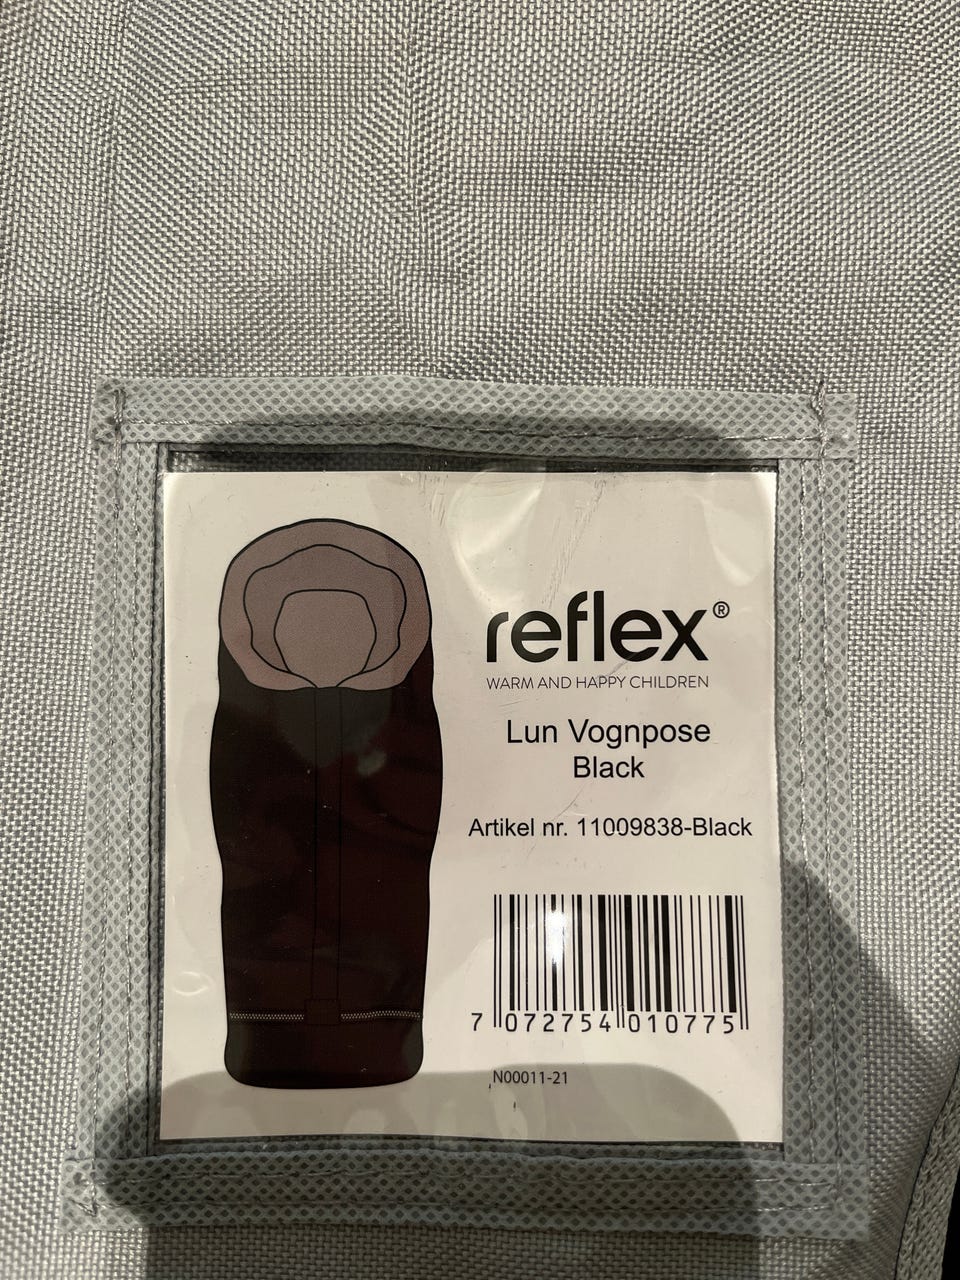 reflex®
WARM AND HAPPY CHILDREN
Lun Vognpose
Black
Artikel nr. 11009838-Black
7 072754 010775
N00011-21